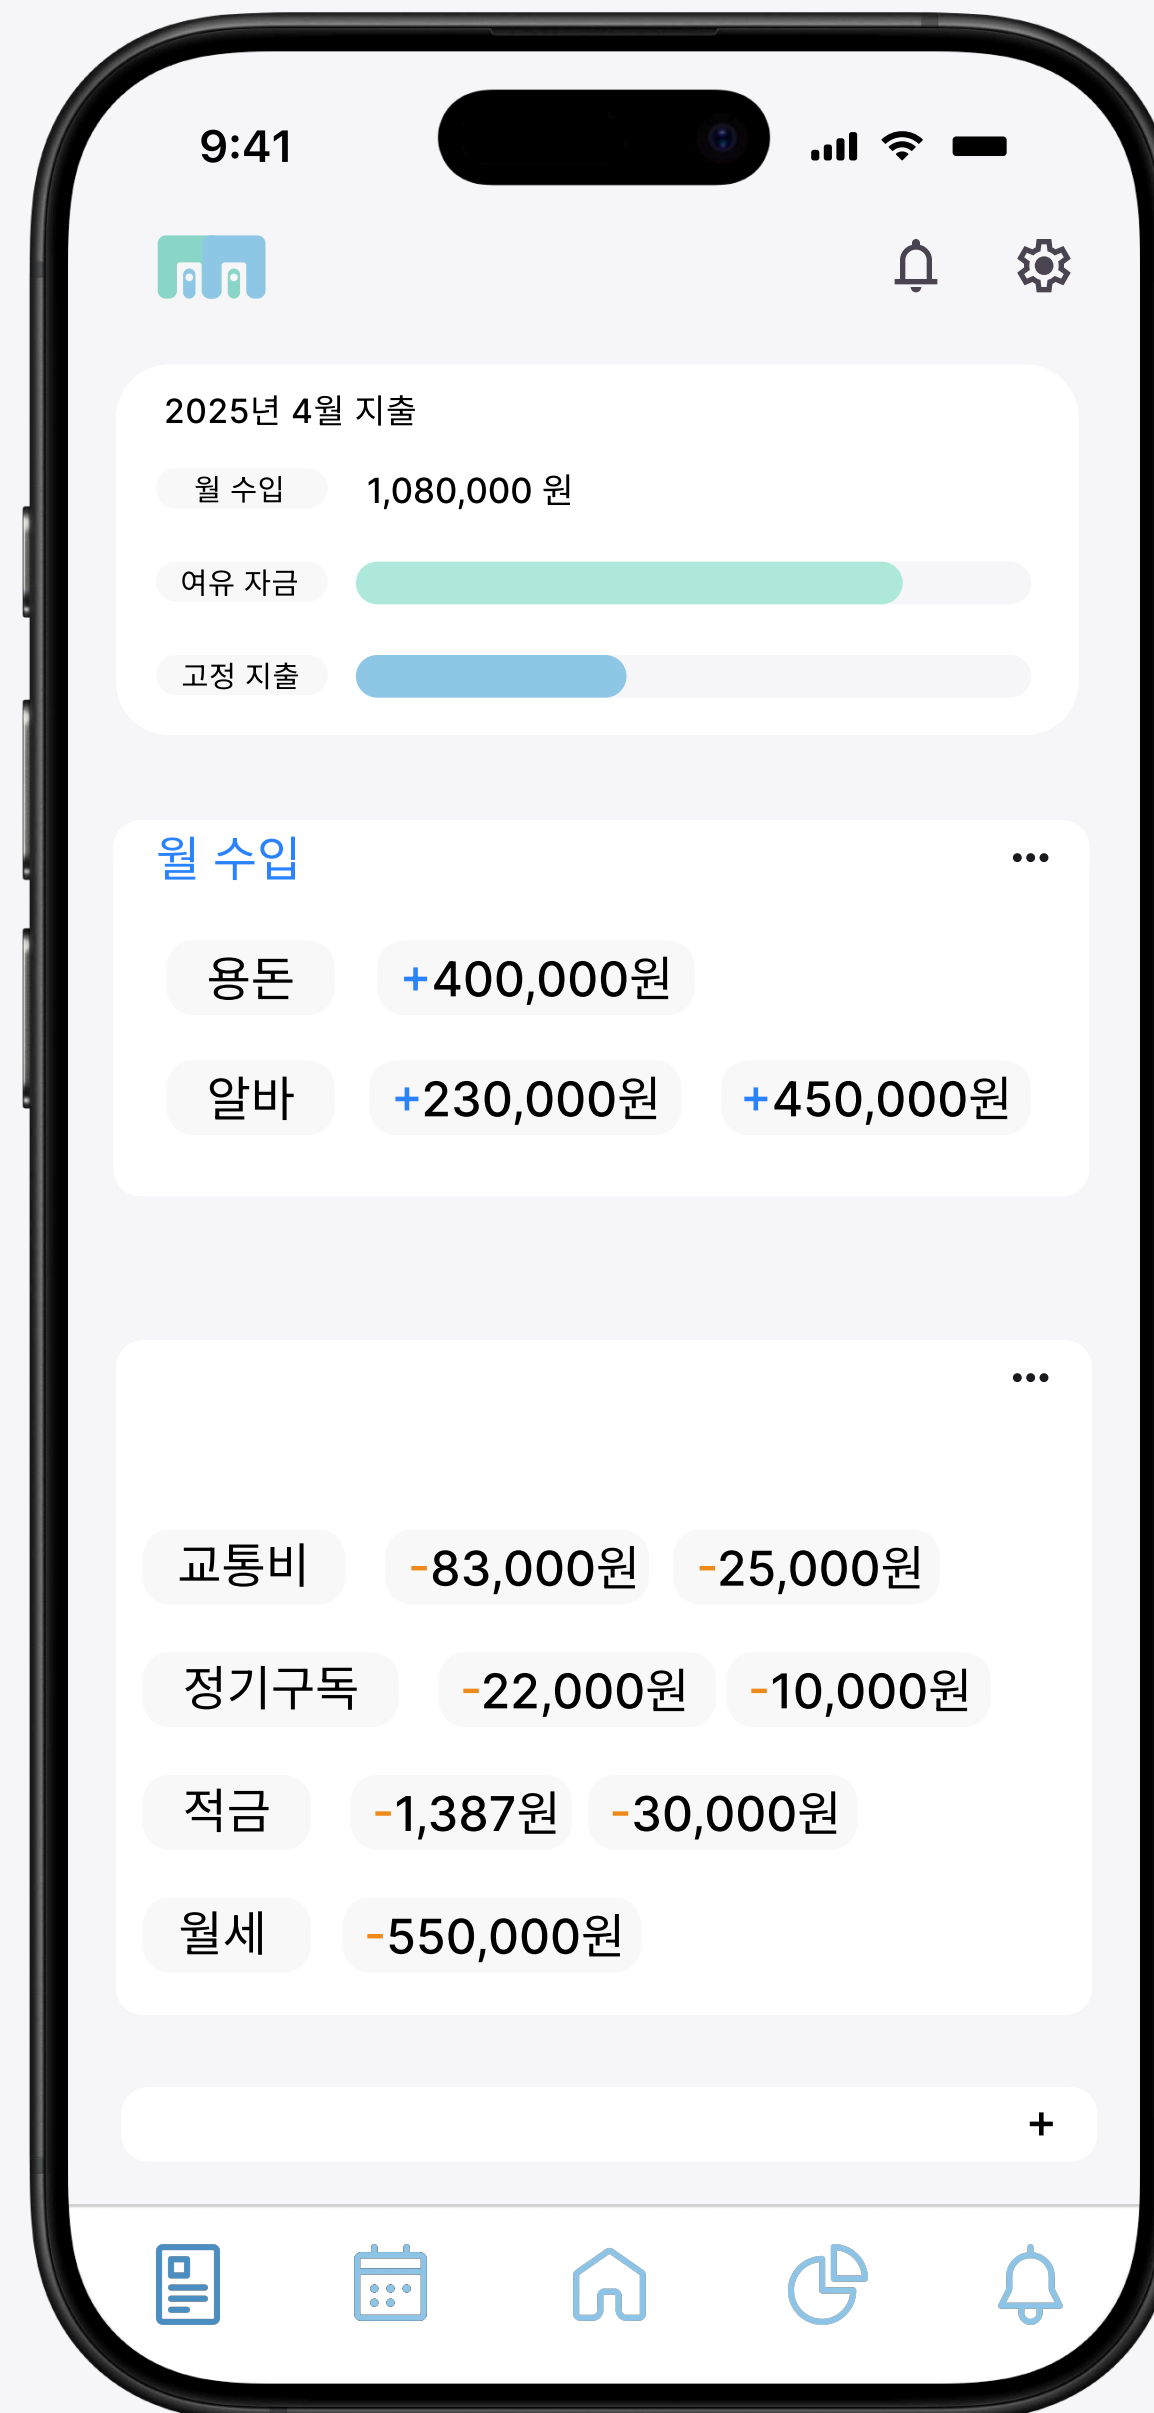 9:41
2025년 4월 지출
월 수입 1,080,000 원
여유 자금
고정 지출
월 수입
용돈 +400,000원
알바 +230,000원 +450,000원
교통비 -83,000원 -25,000원
정기구독 -22,000원 -10,000원
적금 -1,387원 -30,000원
월세 -550,000원
+